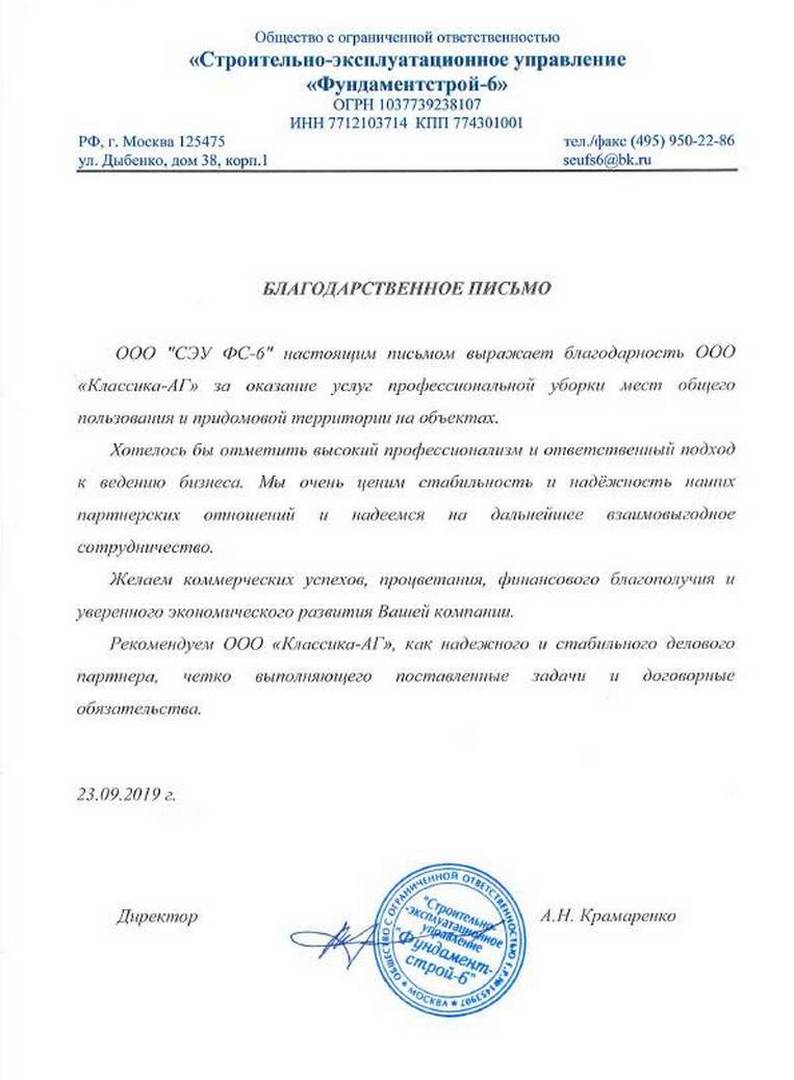 Общество с ограниченной ответственностью
«Строительно-эксплуатационное управление
«Фундаментстрой-6»
ОГРН 1037739238107
ИНН 7712103714 КПП 774301001
РФ, г. Москва 125475
тел./факс (495) 950-22-86
ул. Дыбенко, дом 38, корп.1
seufs6@bk.ru
БЛАГОДАРСТВЕННОЕ ПИСЬМО
ООО "СЭУ ФС-6" настоящим письмом выражает благодарность ООО
«Классика-АГ» за оказание услуг профессиональной уборки мест общего
пользования и придомовой территории на объектах.
Хотелось бы отметить высокий профессионализм и ответственный подход
к ведению бизнеса. Мы очень ценим стабильность и надёжность наших
партнерских отношений и надеемся на дальнейшее взаимовыгодное
сотрудничество.
Желаем коммерческих успехов, процветания, финансового благополучия и
уверенного экономического развития Вашей компании.
Рекомендуем ООО «Классика-АГ», как надежного и стабильного делового
партнера, четко выполняющего поставленные задачи и договорные
обязательства.
23.09.2019 г.
Директор
А.Н. Крамаренко
ОБЩЕСТВО С ОГРАНИЧЕННОЙ ОТВЕТСТВЕННОСТЬЮ
* МОСКВА *
"Строительно-
-эксплуатационное
управление
"Фундамент-
строй-6"